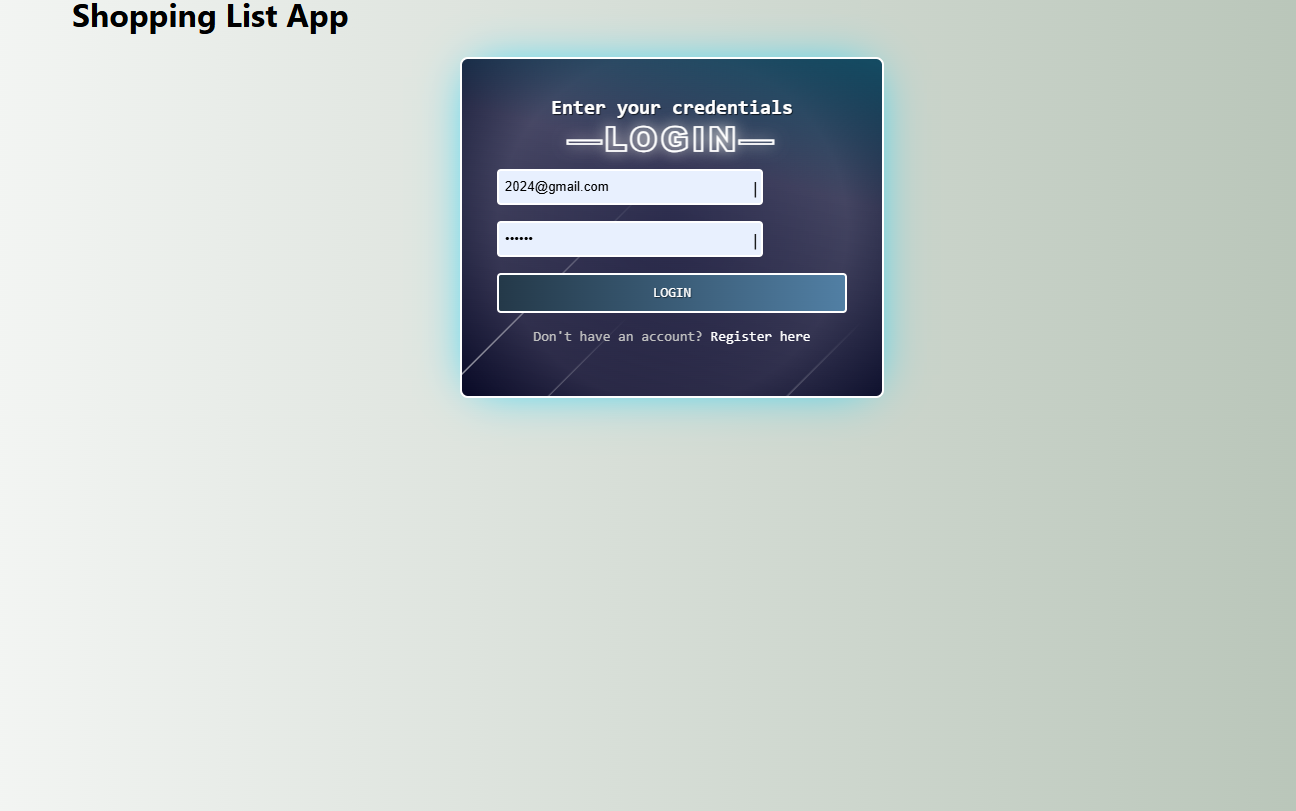 Shopping List App
Enter your credentials
—LOGIN—
2024@gmail.com |
•••••• |
LOGIN
Don't have an account? Register here